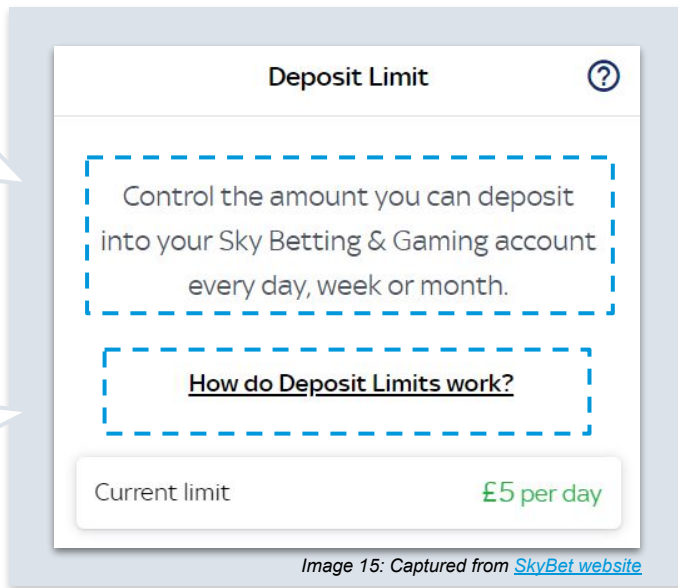 Deposit Limit
?
Control the amount you can deposit
into your Sky Betting & Gaming account
every day, week or month.
How do Deposit Limits work?
Current limit £5 per day
Image 15: Captured from SkyBet website